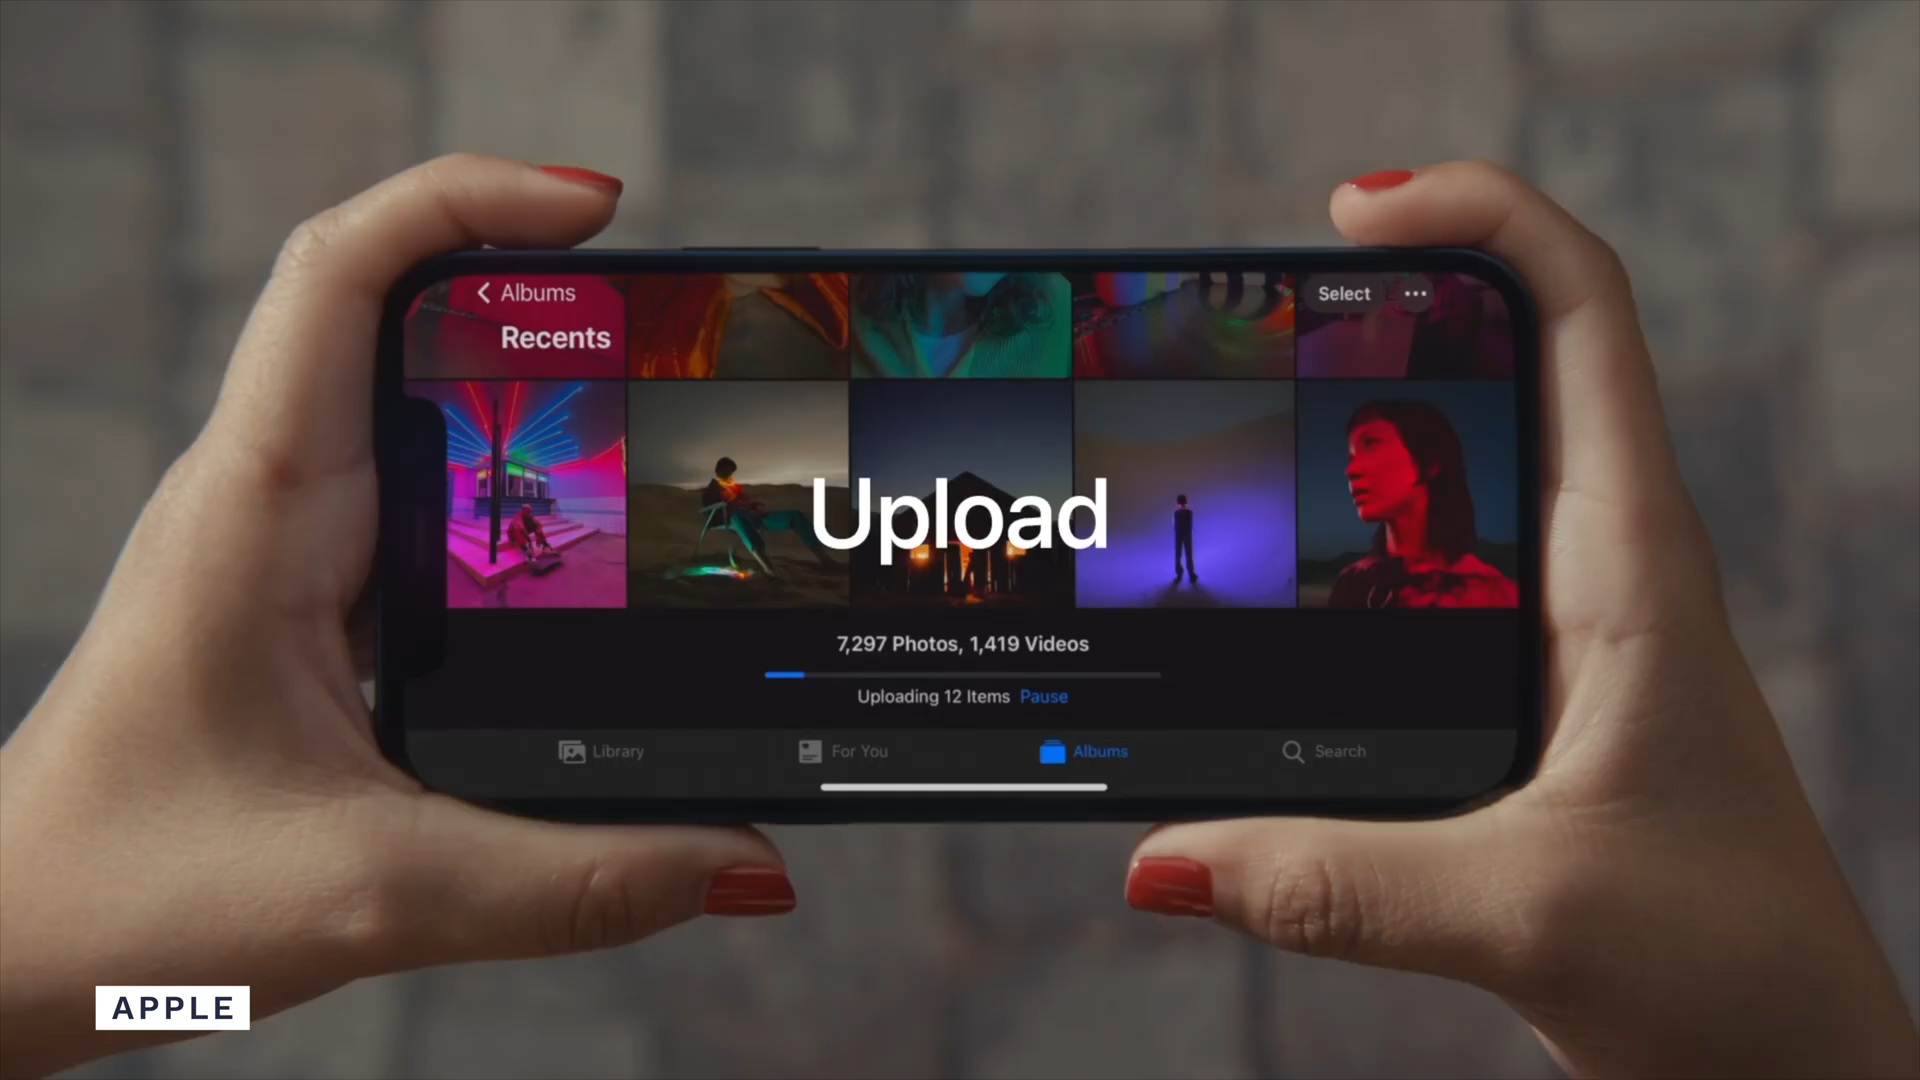 Albums
Select
Recents
Upload
7,297 Photos, 1,419 Videos
Uploading 12 Items Pause
Library
For You
Albums
Search
APPLE